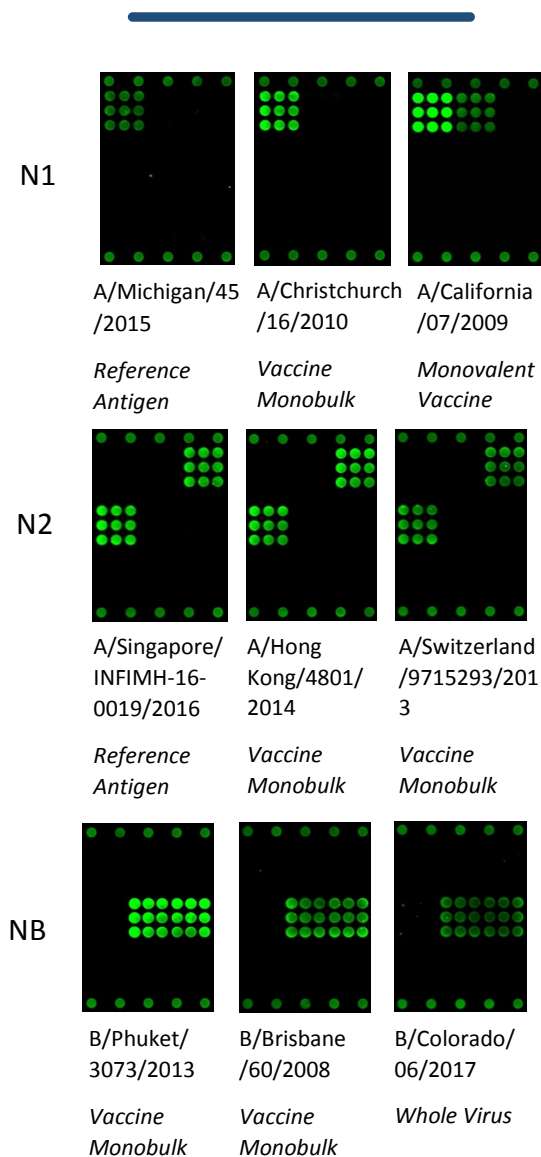 N1
A/Michigan/45
/2015
Reference
Antigen
A/Christchurch
/16/2010
Vaccine
Monobulk
A/California
/07/2009
Monovalent
Vaccine
N2
A/Singapore/
INFIMH-16-
0019/2016
Reference
Antigen
A/Hong
Kong/4801/
2014
Vaccine
Monobulk
A/Switzerland
/9715293/201
3
Vaccine
Monobulk
NB
B/Phuket/
3073/2013
Vaccine
Monobulk
B/Brisbane
/60/2008
Vaccine
Monobulk
B/Colorado/
06/2017
Whole Virus